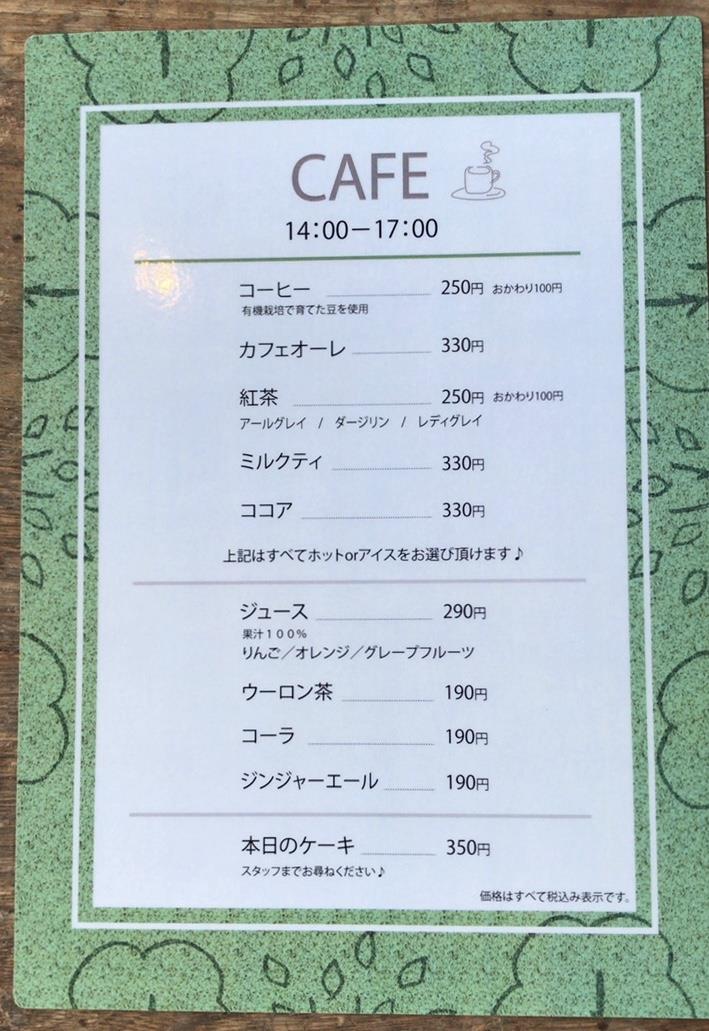 CAFE
14:00－17:00
コーヒー 250円 おかわり100円
有機栽培で育てた豆を使用
カフェオーレ 330円
紅茶 250円 おかわり100円
アールグレイ / ダージリン / レディグレイ
ミルクティ 330円
ココア 330円
上記はすべてホットorアイスをお選び頂けます♪
ジュース 290円
果汁１００％
りんご／オレンジ／グレープフルーツ
ウーロン茶 190円
コーラ 190円
ジンジャーエール 190円
本日のケーキ 350円
スタッフまでお尋ねください♪
価格はすべて税込み表示です。